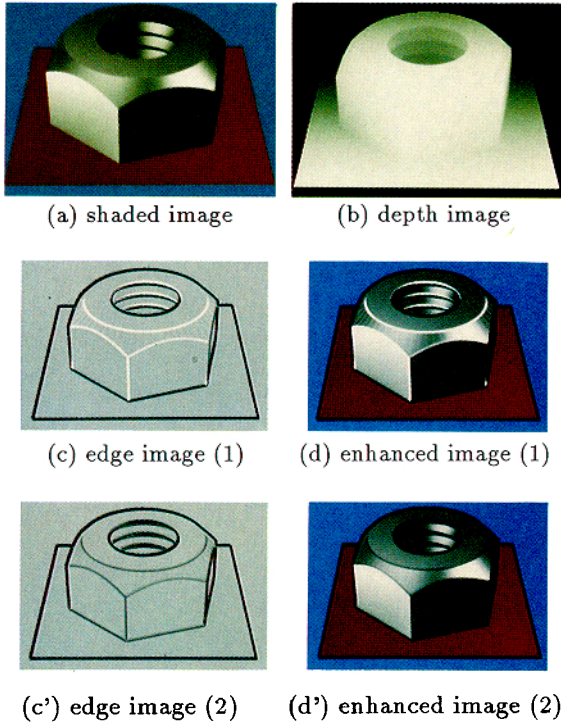 (a) shaded image
(b) depth image
(c) edge image (1)
(d) enhanced image (1)
(c') edge image (2)
(d') enhanced image (2)